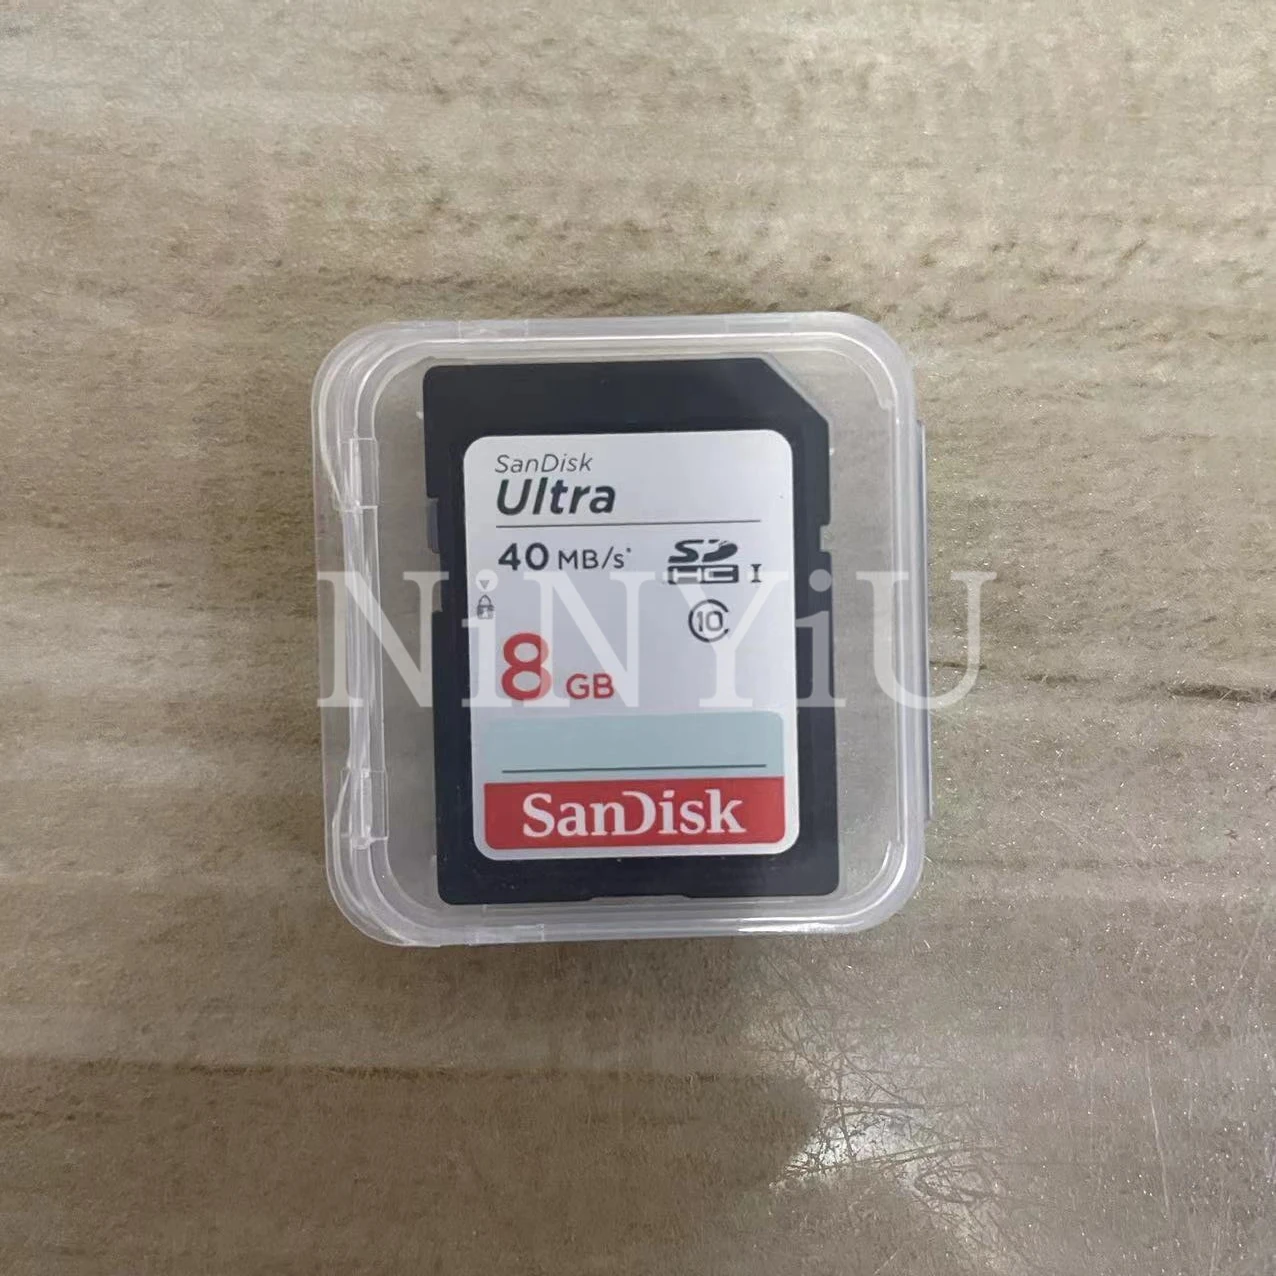 SanDisk
Ultra
40 MB/s*
SD
HC I
10
8 GB
SanDisk
NiNYiU